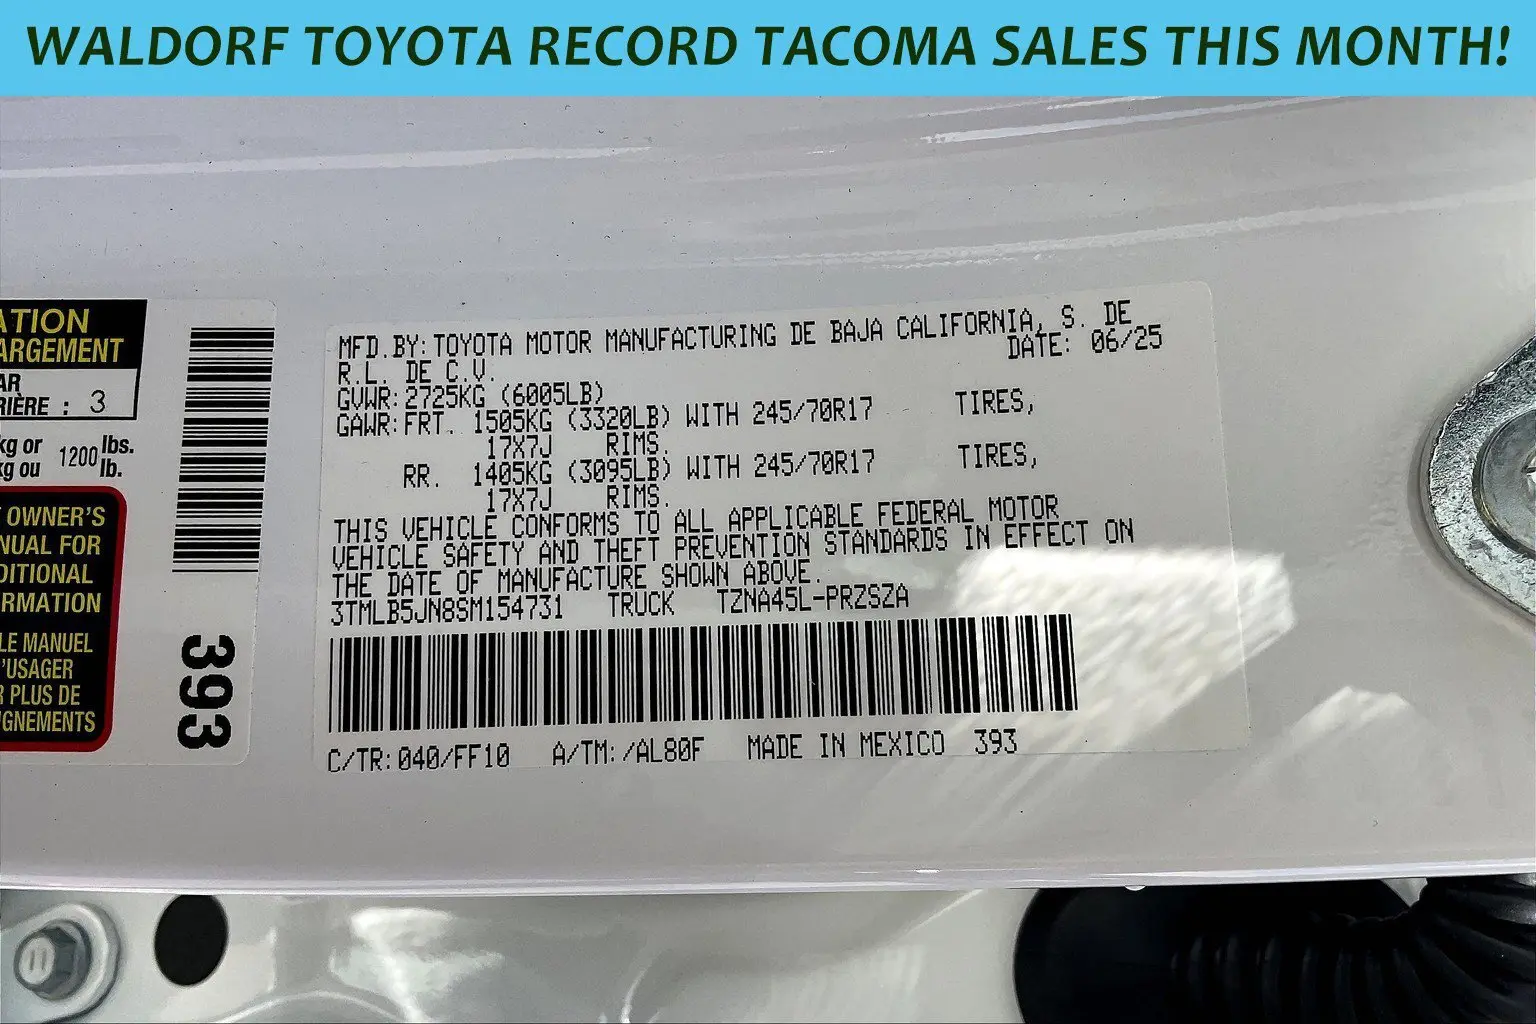 WALDORF TOYOTA RECORD TACOMA SALES THIS MONTH!
ATION
ARGEMENT
AR
RIÈRE : 3
kg or 1200 lbs.
kg ou lb.
OWNER'S
NUAL FOR
DITIONAL
RMATION
LE MANUEL
'USAGER
R PLUS DE
IGNEMENTS
393
MFD.BY:TOYOTA MOTOR MANUFACTURING DE BAJA CALIFORNIA, S. DE
R.L. DE C.V. DATE: 06/25
GVWR:2725KG (6005LB)
GAWR:FRT. 1505KG (3320LB) WITH 245/70R17 TIRES,
17X7J RIMS.
RR. 1405KG (3095LB) WITH 245/70R17 TIRES,
17X7J RIMS.
THIS VEHICLE CONFORMS TO ALL APPLICABLE FEDERAL MOTOR
VEHICLE SAFETY AND THEFT PREVENTION STANDARDS IN EFFECT ON
THE DATE OF MANUFACTURE SHOWN ABOVE.
3TMLB5JN8SM154731 TRUCK TZNA45L-PRZSZA
C/TR:040/FF10 A/TM:/AL80F MADE IN MEXICO 393